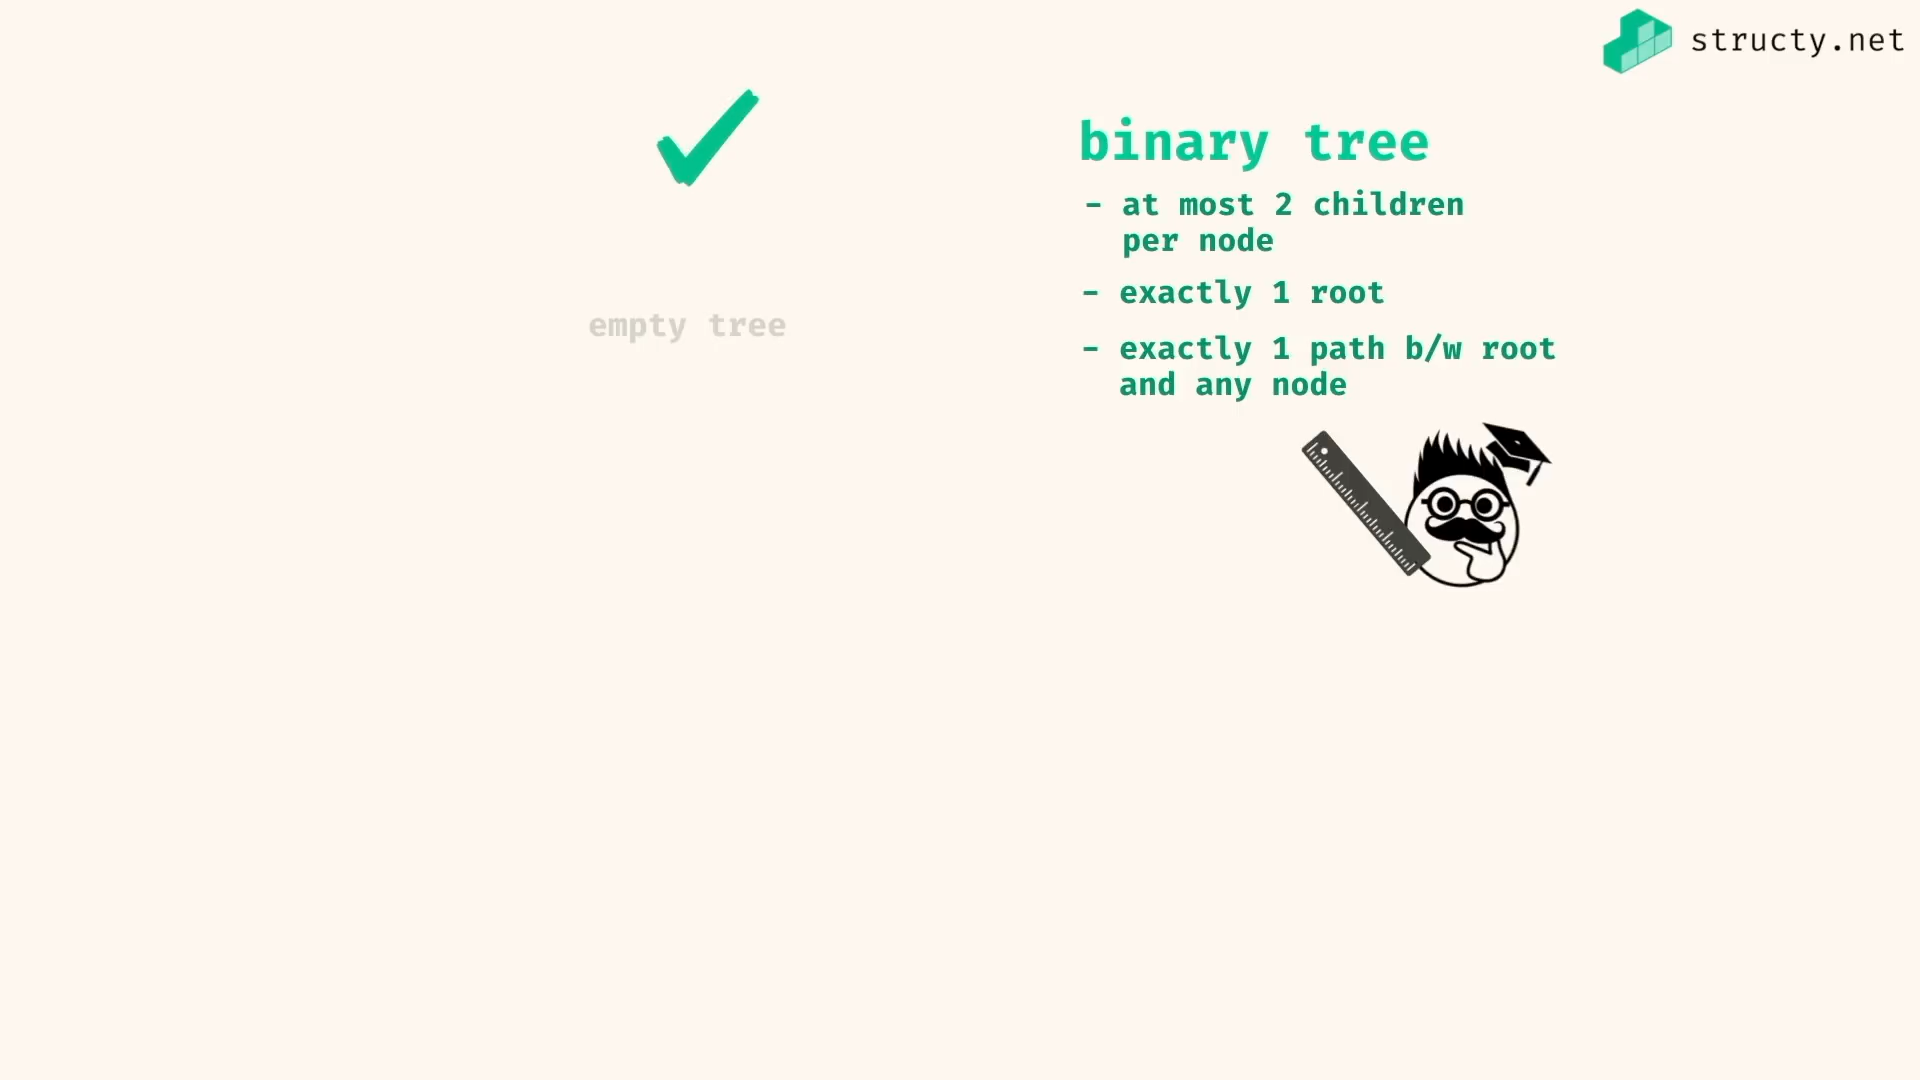 structy.net
binary tree
- at most 2 children
per node
- exactly 1 root
- exactly 1 path b/w root
and any node
empty tree